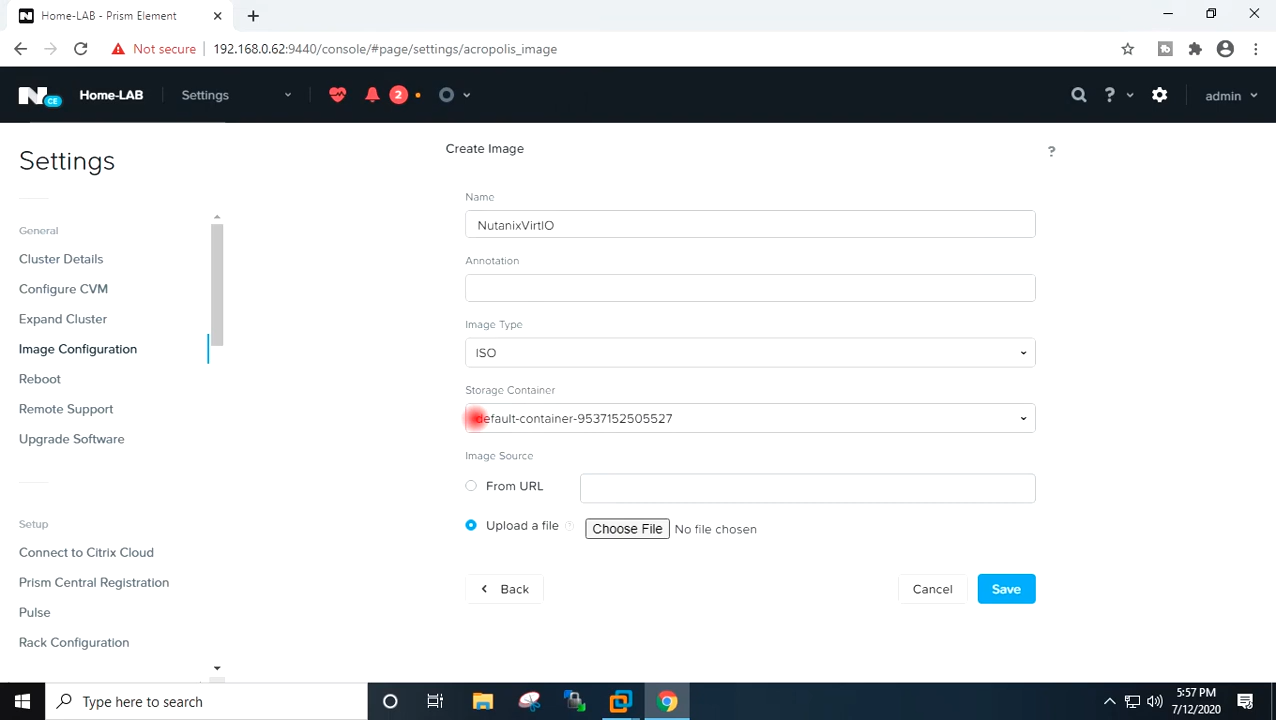 Home-LAB - Prism Element
Not secure 192.168.0.62:9440/console/#page/settings/acropolis_image
N CE Home-LAB Settings 2 ? admin
Create Image ?
Settings
General
Cluster Details
Configure CVM
Expand Cluster
Image Configuration
Reboot
Remote Support
Upgrade Software
Setup
Connect to Citrix Cloud
Prism Central Registration
Pulse
Rack Configuration
Name
NutanixVirtIO
Annotation
Image Type
ISO
Storage Container
default-container-9537152505527
Image Source
From URL
Upload a file ? Choose File No file chosen
Back Cancel Save
Type here to search
5:57 PM
7/12/2020